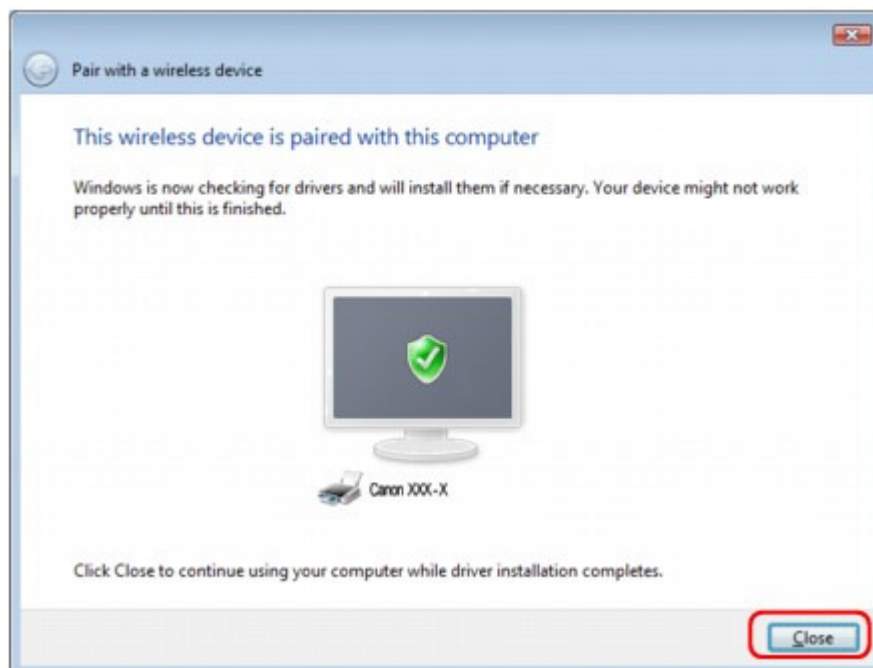 Pair with a wireless device
This wireless device is paired with this computer
Windows is now checking for drivers and will install them if necessary. Your device might not work
properly until this is finished.
Canon XXX-X
Click Close to continue using your computer while driver installation completes.
Close